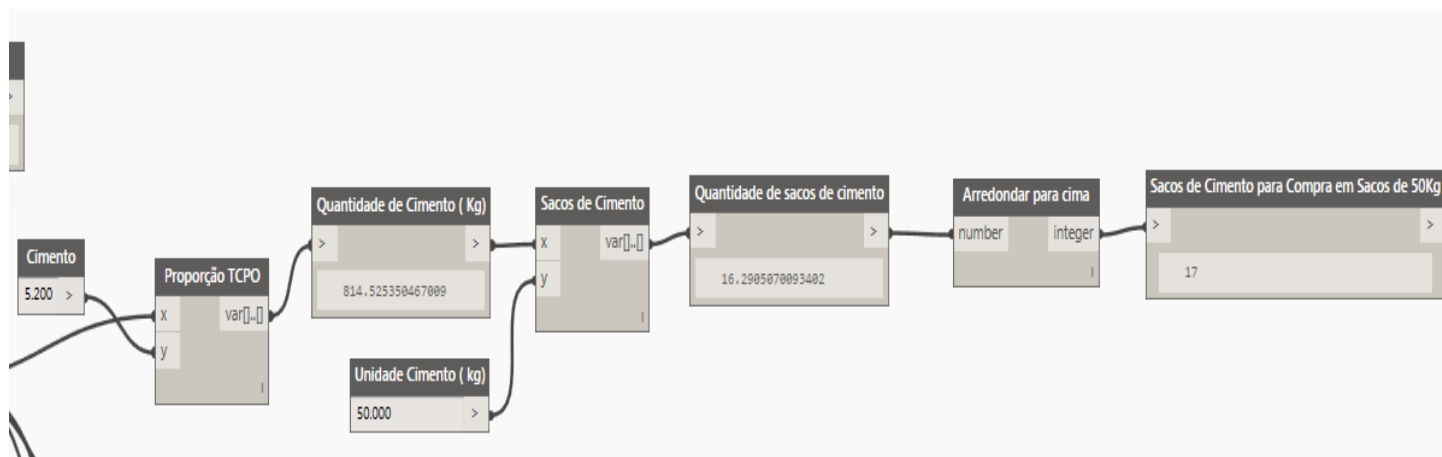 Cimento
5.200 >
Proporção TCPO
x var[]..[]
y
l
Quantidade de Cimento ( Kg)
> >
814.525350467009
Unidade Cimento ( kg)
50.000 >
Sacos de Cimento
x var[]..[]
y
l
Quantidade de sacos de cimento
> >
16.2905070093402
Arredondar para cima
number integer
l
Sacos de Cimento para Compra em Sacos de 50Kg
> >
17